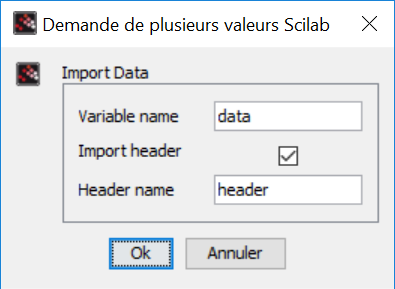 Demande de plusieurs valeurs Scilab
Import Data
Variable name data
Import header
Header name header
Ok Annuler